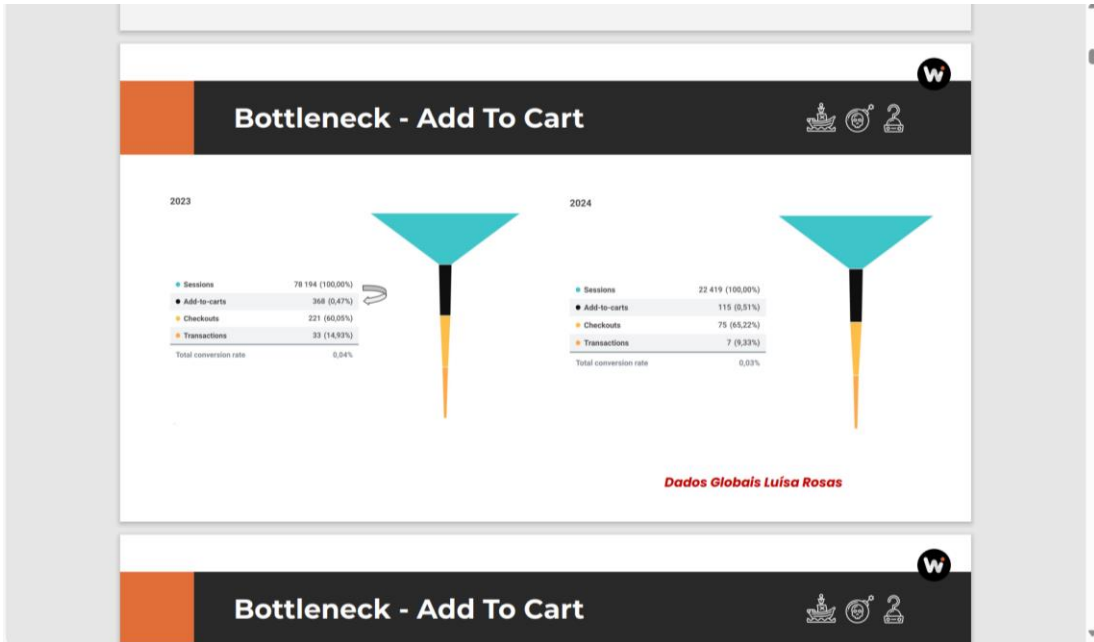 W
Bottleneck - Add To Cart
2023
Sessions 78 194 (100,00%)
Add-to-carts 368 (0,47%)
Checkouts 221 (60,05%)
Transactions 33 (14,93%)
Total conversion rate 0,04%
2024
Sessions 22 419 (100,00%)
Add-to-carts 115 (0,51%)
Checkouts 75 (65,22%)
Transactions 7 (9,33%)
Total conversion rate 0,03%
Dados Globais Luísa Rosas
W
Bottleneck - Add To Cart